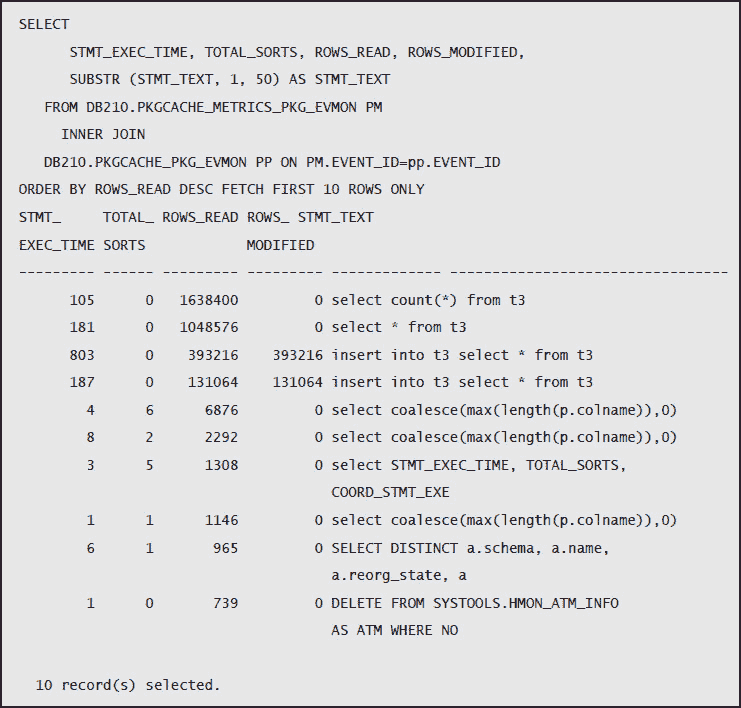 SELECT
STMT_EXEC_TIME, TOTAL_SORTS, ROWS_READ, ROWS_MODIFIED,
SUBSTR (STMT_TEXT, 1, 50) AS STMT_TEXT
FROM DB210.PKGCACHE_METRICS_PKG_EVMON PM
INNER JOIN
DB210.PKGCACHE_PKG_EVMON PP ON PM.EVENT_ID=pp.EVENT_ID
ORDER BY ROWS_READ DESC FETCH FIRST 10 ROWS ONLY
STMT_ TOTAL_ ROWS_READ ROWS_ STMT_TEXT
EXEC_TIME SORTS MODIFIED
--------- ------ --------- --------- ------------- ---------------------------------
105 0 1638400 0 select count(*) from t3
181 0 1048576 0 select * from t3
803 0 393216 393216 insert into t3 select * from t3
187 0 131064 131064 insert into t3 select * from t3
4 6 6876 0 select coalesce(max(length(p.colname)),0)
8 2 2292 0 select coalesce(max(length(p.colname)),0)
3 5 1308 0 select STMT_EXEC_TIME, TOTAL_SORTS,
COORD_STMT_EXE
1 1 1146 0 select coalesce(max(length(p.colname)),0)
6 1 965 0 SELECT DISTINCT a.schema, a.name,
a.reorg_state, a
1 0 739 0 DELETE FROM SYSTOOLS.HMON_ATM_INFO
AS ATM WHERE NO
10 record(s) selected.